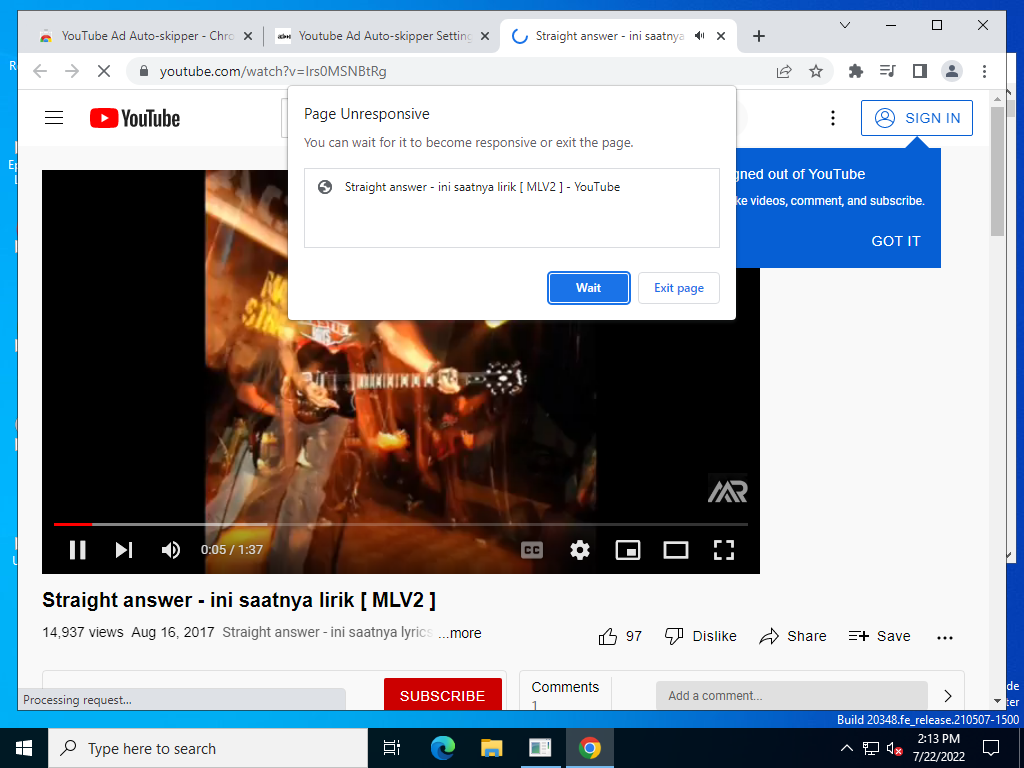 YouTube Ad Auto-skipper - Chro
Youtube Ad Auto-skipper Setting
Straight answer - ini saatnya
youtube.com/watch?v=Irs0MSNBtRg
YouTube
SIGN IN
Page Unresponsive
You can wait for it to become responsive or exit the page.
Straight answer - ini saatnya lirik [ MLV2 ] - YouTube
Wait
Exit page
gned out of YouTube
ke videos, comment, and subscribe.
GOT IT
0:05 / 1:37
CC
Straight answer - ini saatnya lirik [ MLV2 ]
14,937 views Aug 16, 2017 Straight answer - ini saatnya lyrics ...more
97
Dislike
Share
Save
SUBSCRIBE
Comments
1
Add a comment...
Processing request...
Build 20348.fe_release.210507-1500
Type here to search
2:13 PM
7/22/2022